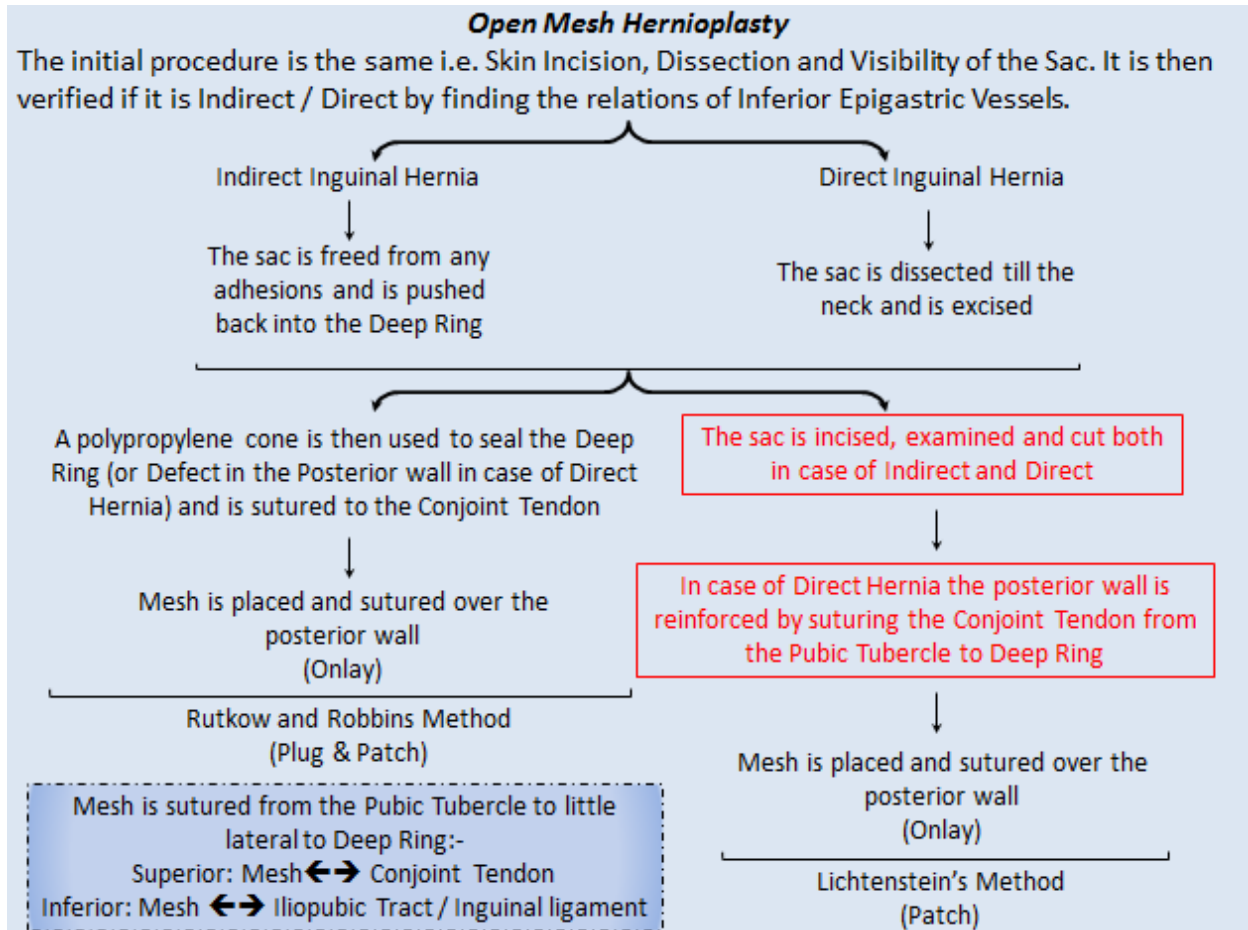 Open Mesh Hernioplasty
The initial procedure is the same i.e. Skin Incision, Dissection and Visibility of the Sac. It is then
verified if it is Indirect / Direct by finding the relations of Inferior Epigastric Vessels.
Indirect Inguinal Hernia
Direct Inguinal Hernia
The sac is freed from any
adhesions and is pushed
back into the Deep Ring
The sac is dissected till the
neck and is excised
A polypropylene cone is then used to seal the Deep
Ring (or Defect in the Posterior wall in case of Direct
Hernia) and is sutured to the Conjoint Tendon
Mesh is placed and sutured over the
posterior wall
(Onlay)
Rutkow and Robbins Method
(Plug & Patch)
The sac is incised, examined and cut both
in case of Indirect and Direct
In case of Direct Hernia the posterior wall is
reinforced by suturing the Conjoint Tendon from
the Pubic Tubercle to Deep Ring
Mesh is placed and sutured over the
posterior wall
(Onlay)
Lichtenstein's Method
(Patch)
Mesh is sutured from the Pubic Tubercle to little
lateral to Deep Ring:-
Superior: Mesh ←→ Conjoint Tendon
Inferior: Mesh ←→ Iliopubic Tract / Inguinal ligament